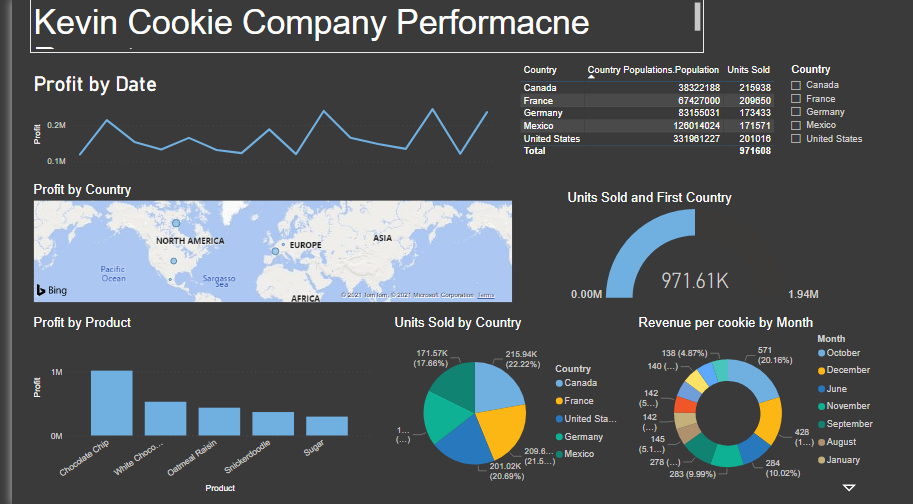 Kevin Cookie Company Performacne
Profit by Date
Profit
0.2M
0.1M
Country Country Populations.Population Units Sold
Canada 38322188 215938
France 67427000 209650
Germany 83155031 173433
Mexico 126014024 171571
United States 331961227 201016
Total 971608
Country
Canada
France
Germany
Mexico
United States
Profit by Country
NORTH AMERICA
EUROPE
ASIA
AFRICA
Pacific
Ocean
Sargasso
Sea
Bing
© 2021 TomTom, © 2021 Microsoft Corporation Terms
Units Sold and First Country
971.61K
0.00M
1.94M
Profit by Product
Profit
1M
0M
Chocolate Chip
White Choco...
Oatmeal Raisin
Snickerdoodle
Sugar
Product
Units Sold by Country
171.57K
(17.66%)
215.94K
(22.22%)
1...
(...)
209.6...
(21.5...)
201.02K
(20.69%)
Country
Canada
France
United Sta...
Germany
Mexico
Revenue per cookie by Month
138 (4.87%)
571
(20.16%)
140 (...)
142
(5....)
142
(...)
145
(5.1...)
278 (...)
283 (9.99%)
284
(10.02%)
428
(1...)
Month
October
December
June
November
September
August
January